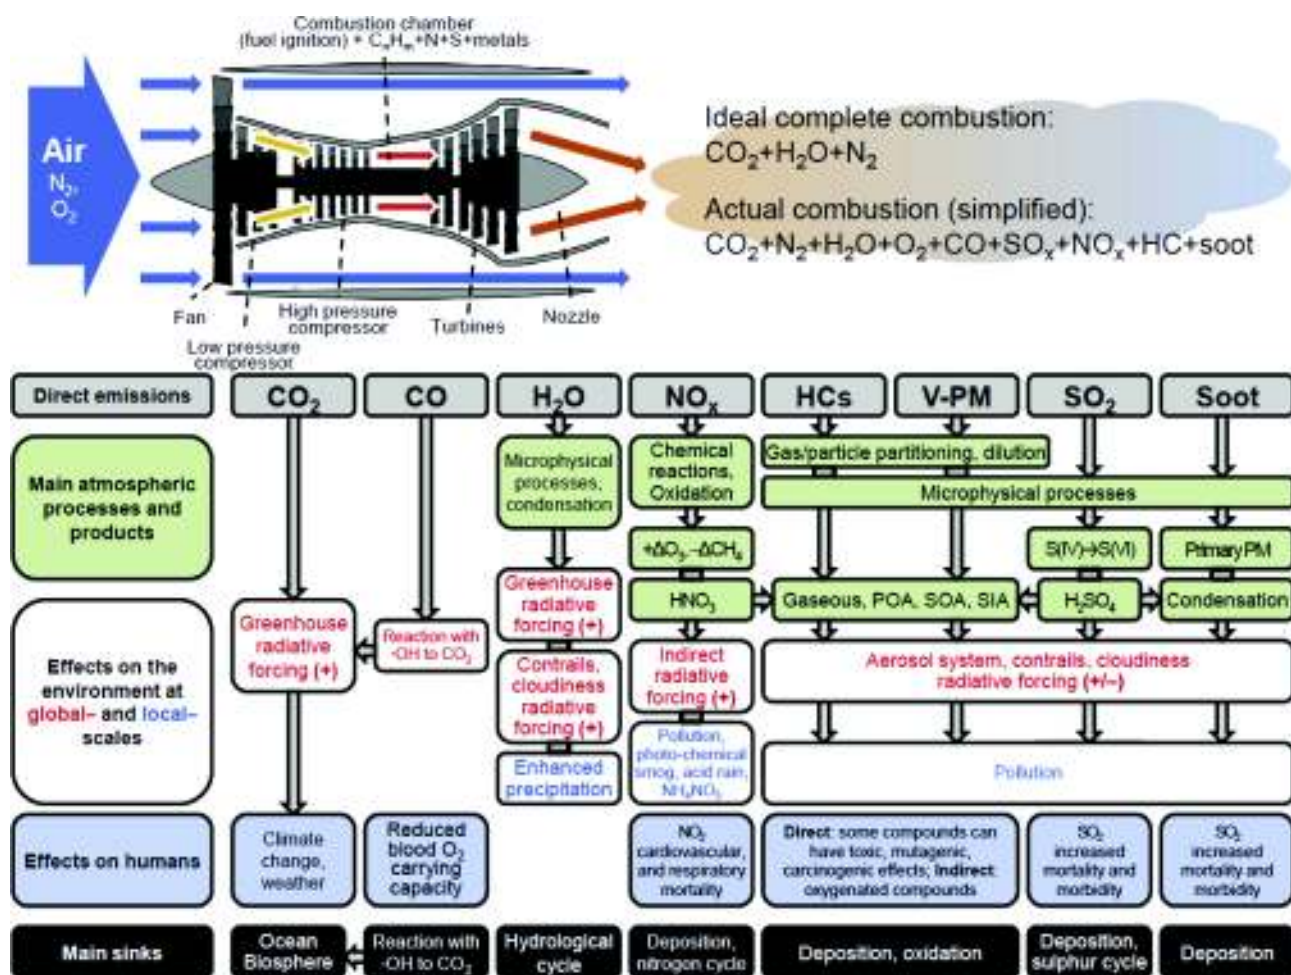 Combustion chamber
(fuel ignition) + CnHm+N+S+metals
Air
N2,
O2
Ideal complete combustion:
CO2+H2O+N2
Actual combustion (simplified):
CO2+N2+H2O+O2+CO+SOx+NOx+HC+soot
Fan
Low pressure
compressor
High pressure
compressor
Turbines
Nozzle
Direct emissions
CO2
CO
H2O
NOx
HCs
V-PM
SO2
Soot
Main atmospheric
processes and
products
Microphysical
processes,
condensation
Chemical
reactions,
Oxidation
Gas/particle partitioning, dilution
Microphysical processes
+ΔO3, −ΔCH4
S(IV)→S(VI)
Primary PM
HNO3
Gaseous, POA, SOA, SIA
H2SO4
Condensation
Effects on the
environment at
global– and local–
scales
Greenhouse
radiative
forcing (+)
Reaction with
·OH to CO2
Greenhouse
radiative
forcing (+)
Contrails,
cloudiness
radiative
forcing (+)
Enhanced
precipitation
Indirect
radiative
forcing (+)
Pollution,
photo-chemical
smog, acid rain,
NH4NO3
Aerosol system, contrails, cloudiness
radiative forcing (+/−)
Pollution
Effects on humans
Climate
change,
weather
Reduced
blood O2
carrying
capacity
NO2
cardiovascular,
and respiratory
mortality
Direct: some compounds can
have toxic, mutagenic,
carcinogenic effects; Indirect:
oxygenated compounds
SO2
increased
mortality and
morbidity
SO2
increased
mortality and
morbidity
Main sinks
Ocean
Biosphere
Reaction with
·OH to CO2
Hydrological
cycle
Deposition,
nitrogen cycle
Deposition, oxidation
Deposition,
sulphur cycle
Deposition